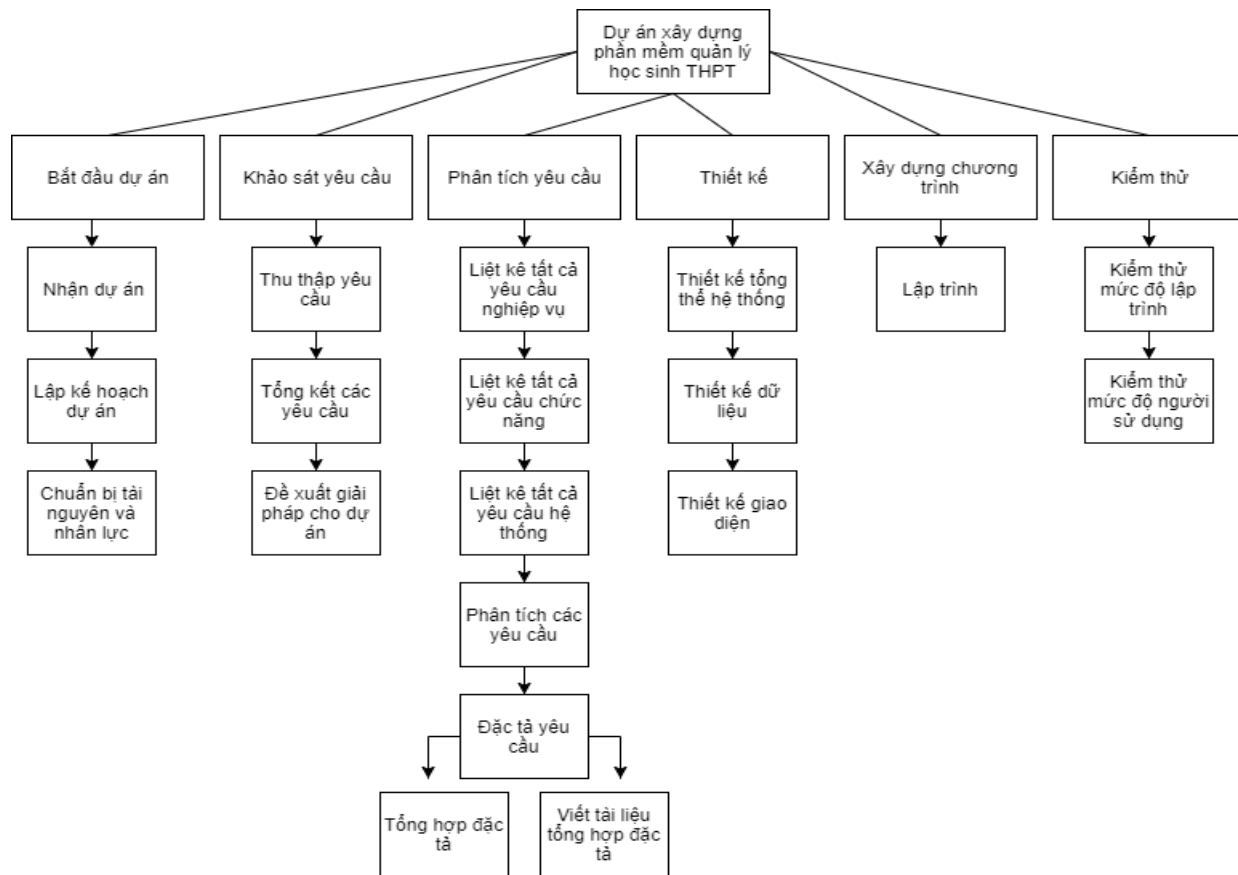 Dự án xây dựng
phần mềm quản lý
học sinh THPT
Bắt đầu dự án
Khảo sát yêu cầu
Phân tích yêu cầu
Thiết kế
Xây dựng chương
trình
Kiểm thử
Nhận dự án
Thu thập yêu
cầu
Liệt kê tất cả
yêu cầu
nghiệp vụ
Thiết kế tổng
thể hệ thống
Lập trình
Kiểm thử
mức độ lập
trình
Lập kế hoạch
dự án
Tổng kết các
yêu cầu
Liệt kê tất cả
yêu cầu chức
năng
Thiết kế dữ
liệu
Kiểm thử
mức độ người
sử dụng
Chuẩn bị tài
nguyên và
nhân lực
Đề xuất giải
pháp cho dự
án
Liệt kê tất cả
yêu cầu hệ
thống
Thiết kế giao
diện
Phân tích các
yêu cầu
Đặc tả yêu
cầu
Tổng hợp đặc
tả
Viết tài liệu
tổng hợp đặc
tả